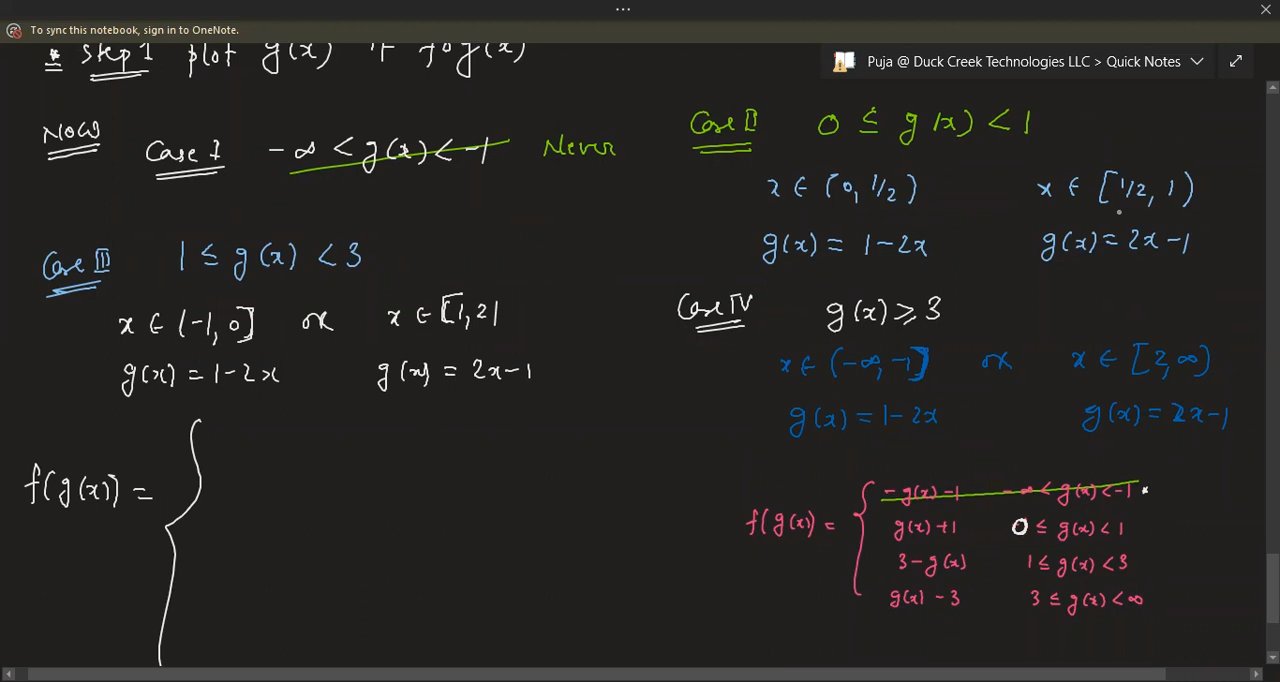 ...
To sync this notebook, sign in to OneNote.
Puja @ Duck Creek Technologies LLC > Quick Notes
* step 1 plot g(x) if fog(x)
Now
Case I -∞ < g(x) < -1 Never
Case II 0 ≤ g(x) < 1
x ∈ (0, 1/2) x ∈ [1/2, 1)
g(x) = 1-2x g(x) = 2x-1
Case III 1 ≤ g(x) < 3
x ∈ (-1, 0] or x ∈ [1, 2)
g(x) = 1-2x g(x) = 2x-1
Case IV g(x) ⩾ 3
x ∈ (-∞, -1] or x ∈ [2, ∞)
g(x) = 1-2x g(x) = 2x-1
f(g(x)) = {
f(g(x)) = {
-g(x)-1 -∞ < g(x) < -1
g(x)+1 0 ≤ g(x) < 1
3-g(x) 1 ≤ g(x) < 3
g(x)-3 3 ≤ g(x) < ∞